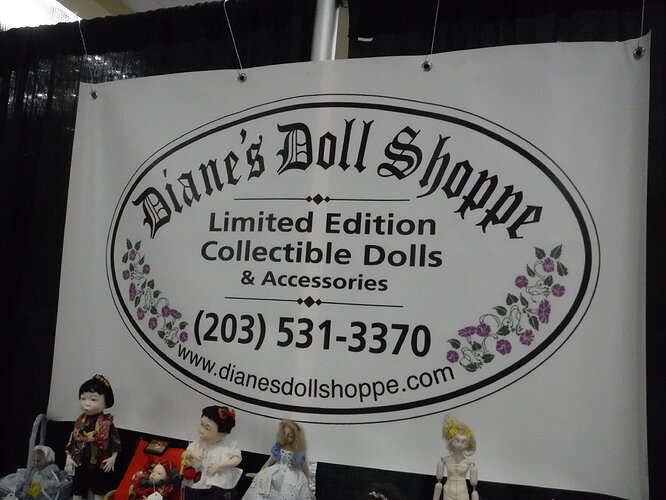 Diane's Doll Shoppe
Limited Edition
Collectible Dolls
& Accessories
(203) 531-3370
www.dianesdollshoppe.com